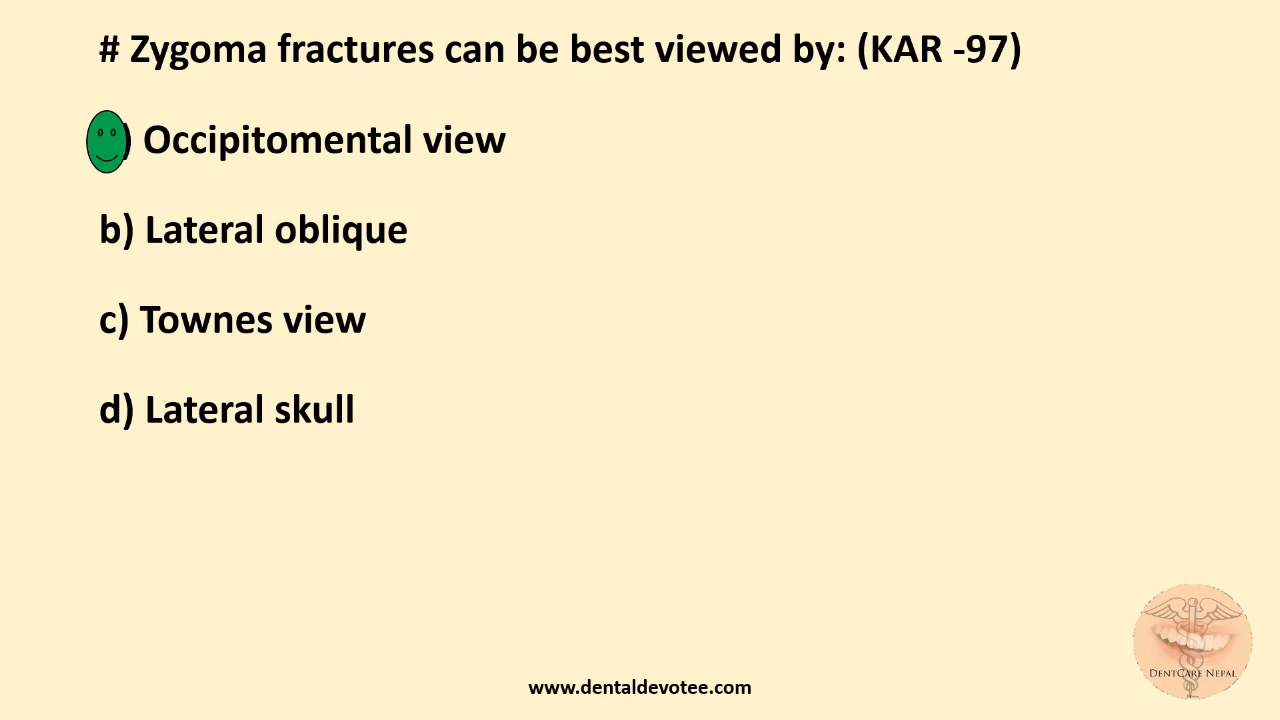 # Zygoma fractures can be best viewed by: (KAR -97)
) Occipitomental view
b) Lateral oblique
c) Townes view
d) Lateral skull
DENTCARE NEPAL
www.dentaldevotee.com